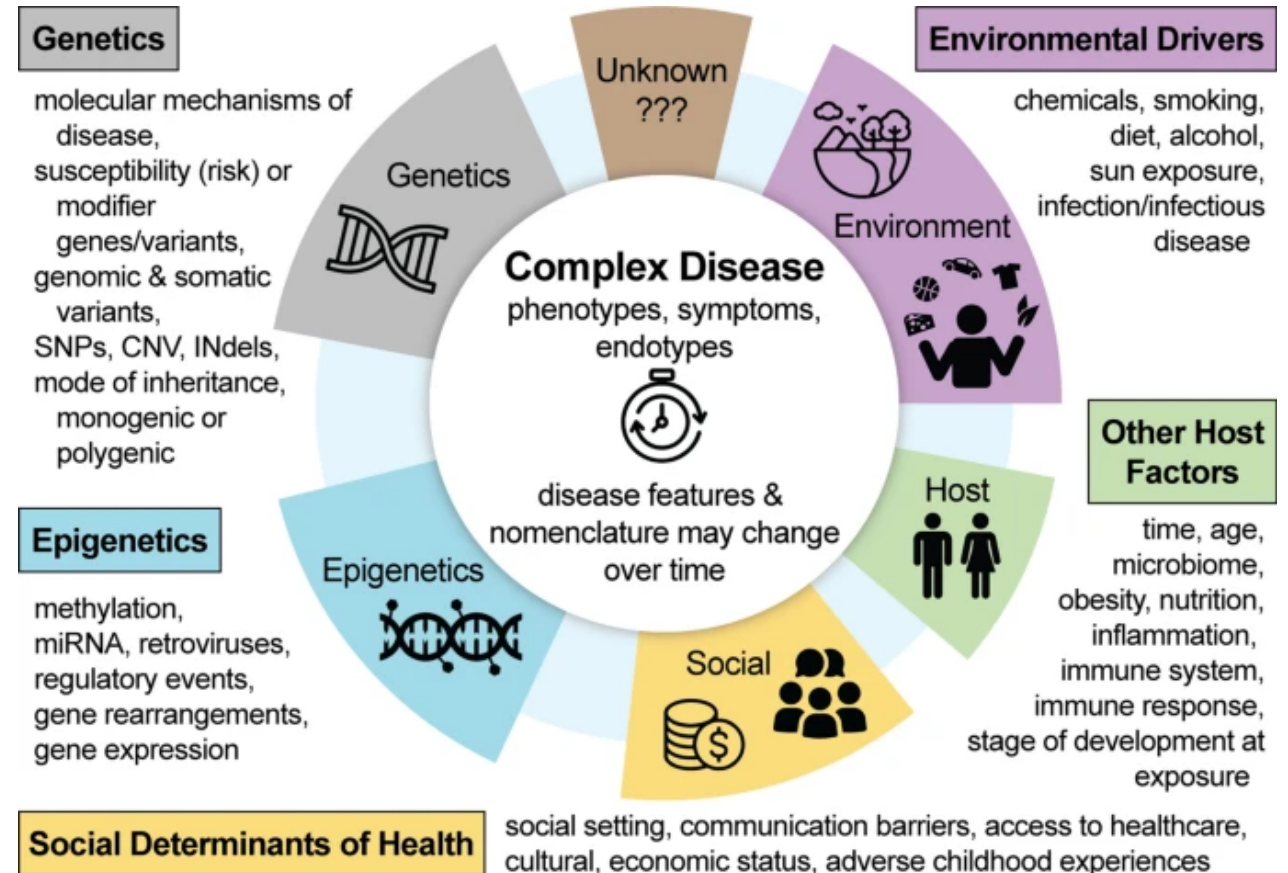 Genetics
molecular mechanisms of
disease,
susceptibility (risk) or
modifier
genes/variants,
genomic & somatic
variants,
SNPs, CNV, INdels,
mode of inheritance,
monogenic or
polygenic
Epigenetics
methylation,
miRNA, retroviruses,
regulatory events,
gene rearrangements,
gene expression
Unknown
???
Genetics
Environment
Host
Social
$
Epigenetics
Complex Disease
phenotypes, symptoms,
endotypes
disease features &
nomenclature may change
over time
Environmental Drivers
chemicals, smoking,
diet, alcohol,
sun exposure,
infection/infectious
disease
Other Host
Factors
time, age,
microbiome,
obesity, nutrition,
inflammation,
immune system,
immune response,
stage of development at
exposure
Social Determinants of Health
social setting, communication barriers, access to healthcare,
cultural, economic status, adverse childhood experiences